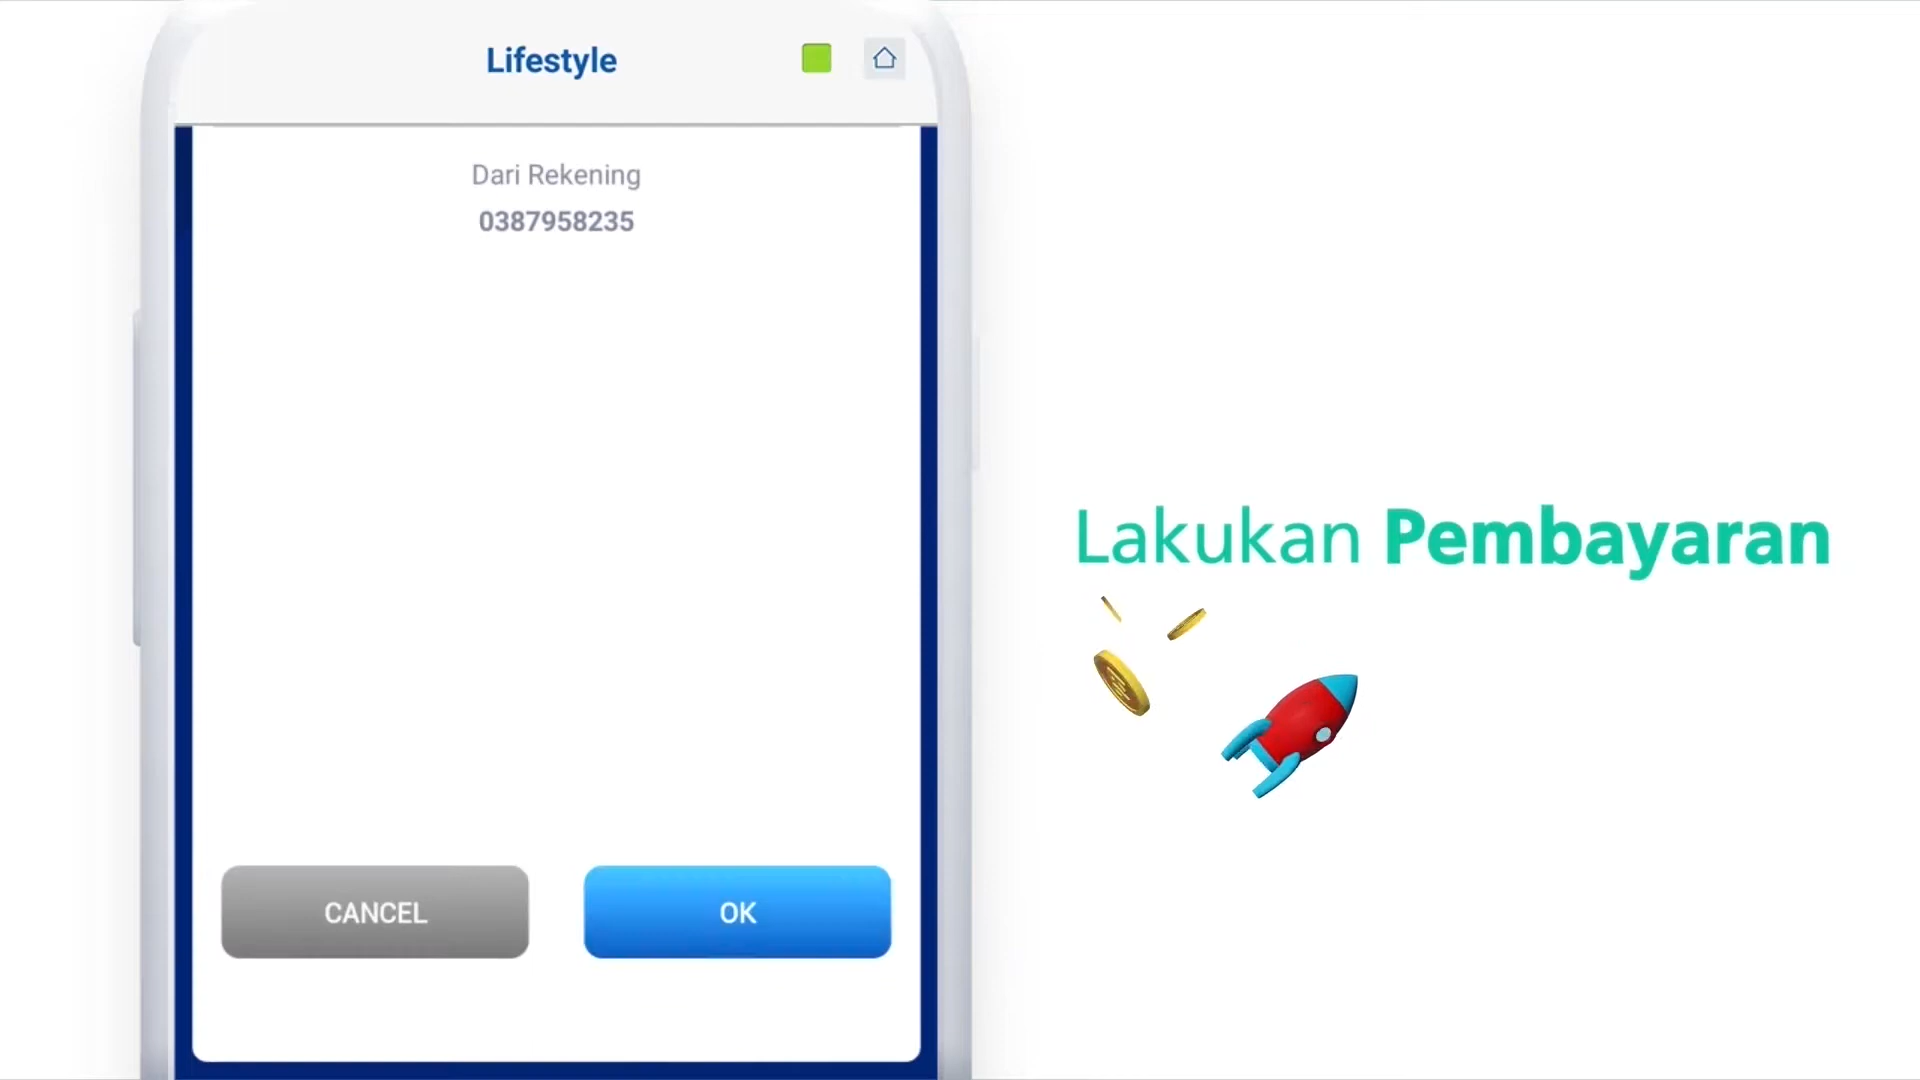 Lifestyle
Dari Rekening
0387958235
CANCEL
OK
Lakukan Pembayaran